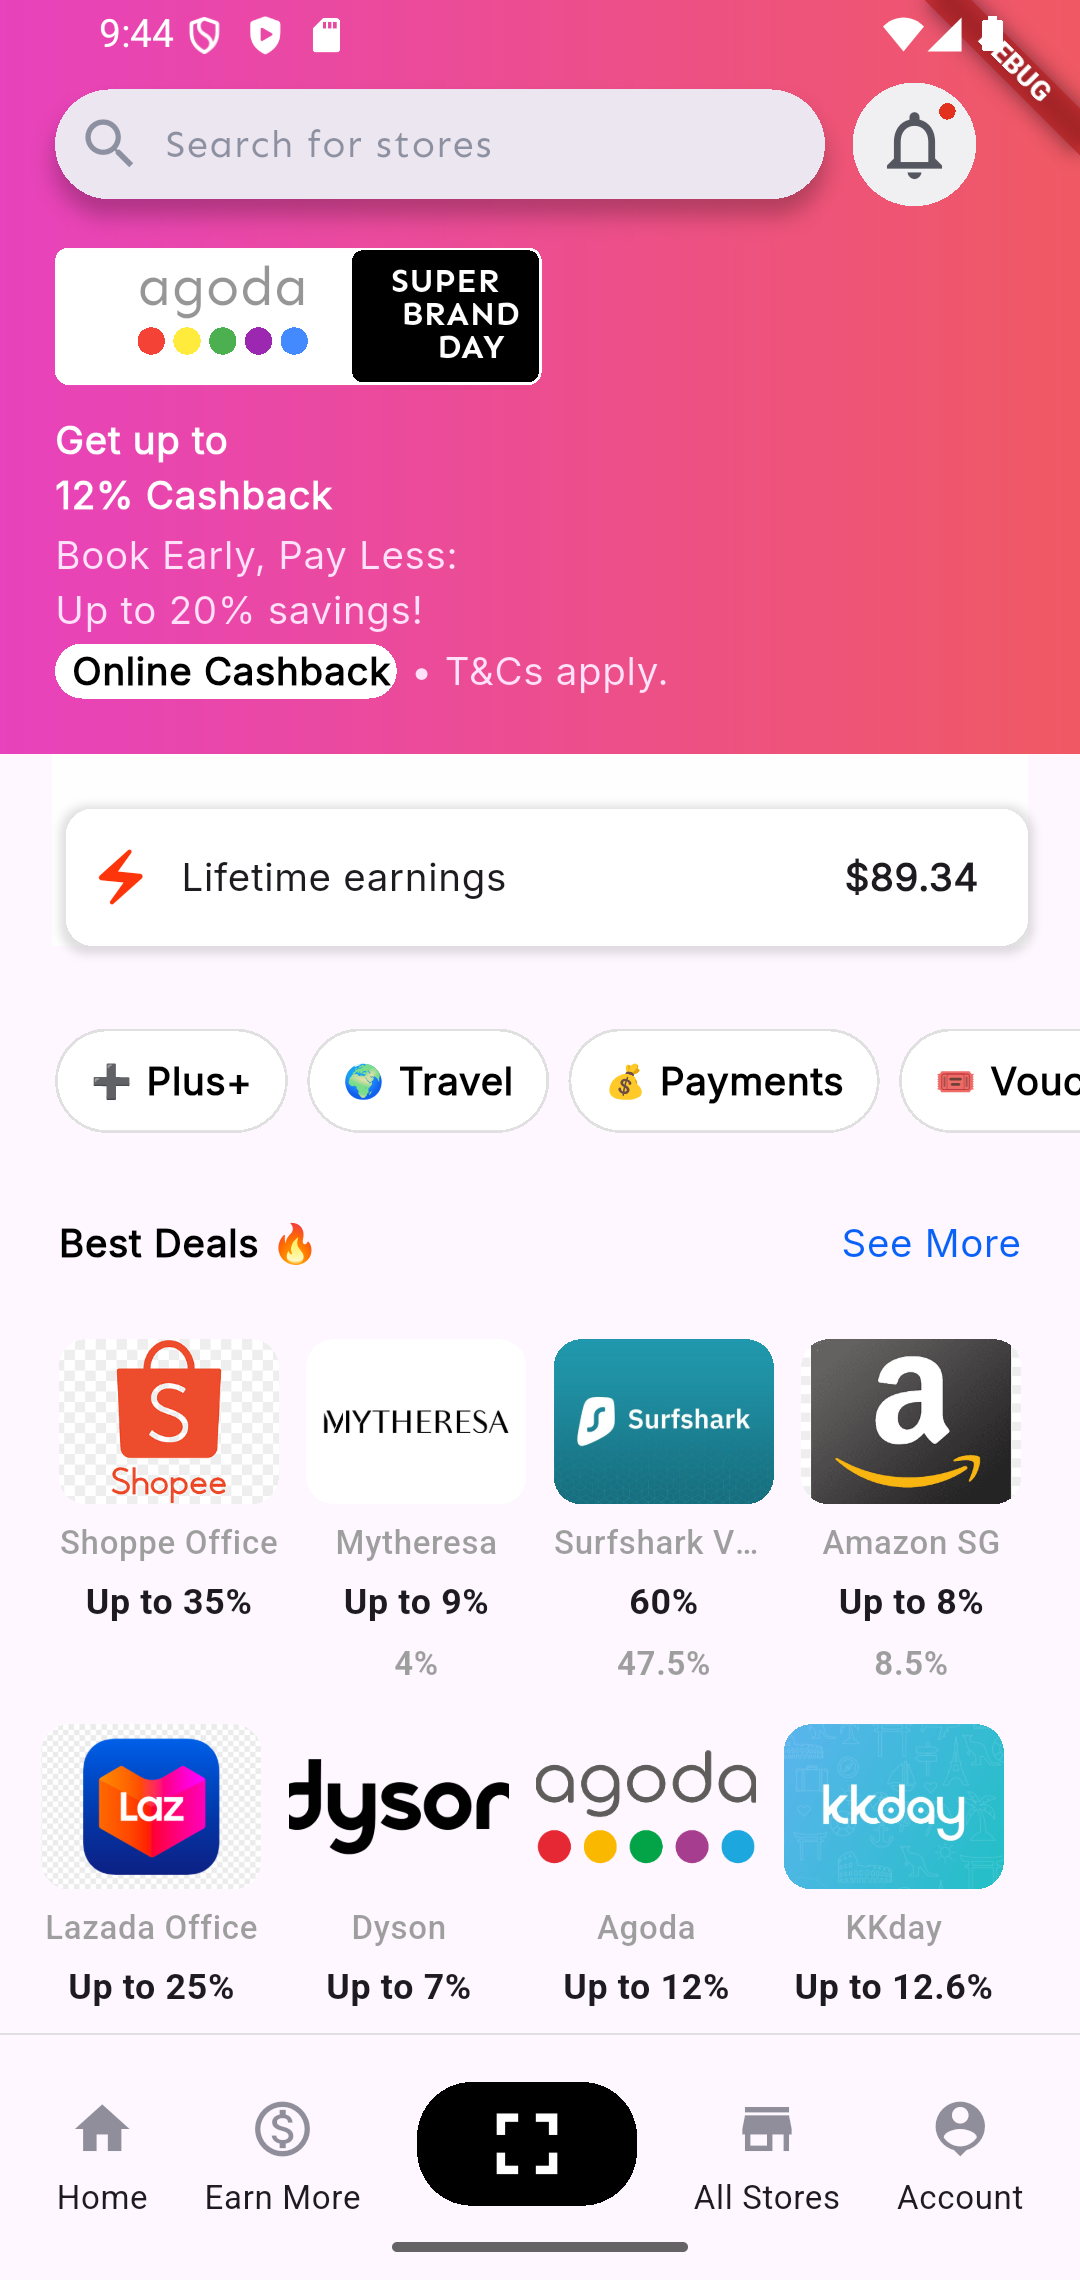 9:44
EBUG
Search for stores
agoda
SUPER
BRAND
DAY
Get up to
12% Cashback
Book Early, Pay Less:
Up to 20% savings!
Online Cashback • T&Cs apply.
Lifetime earnings $89.34
Plus+ Travel Payments Vouc
Best Deals See More
Shopee MYTHERESA Surfshark a
Shoppe Office Mytheresa Surfshark V... Amazon SG
Up to 35% Up to 9% 60% Up to 8%
4% 47.5% 8.5%
Laz dyson agoda kkday
Lazada Office Dyson Agoda KKday
Up to 25% Up to 7% Up to 12% Up to 12.6%
Home Earn More All Stores Account